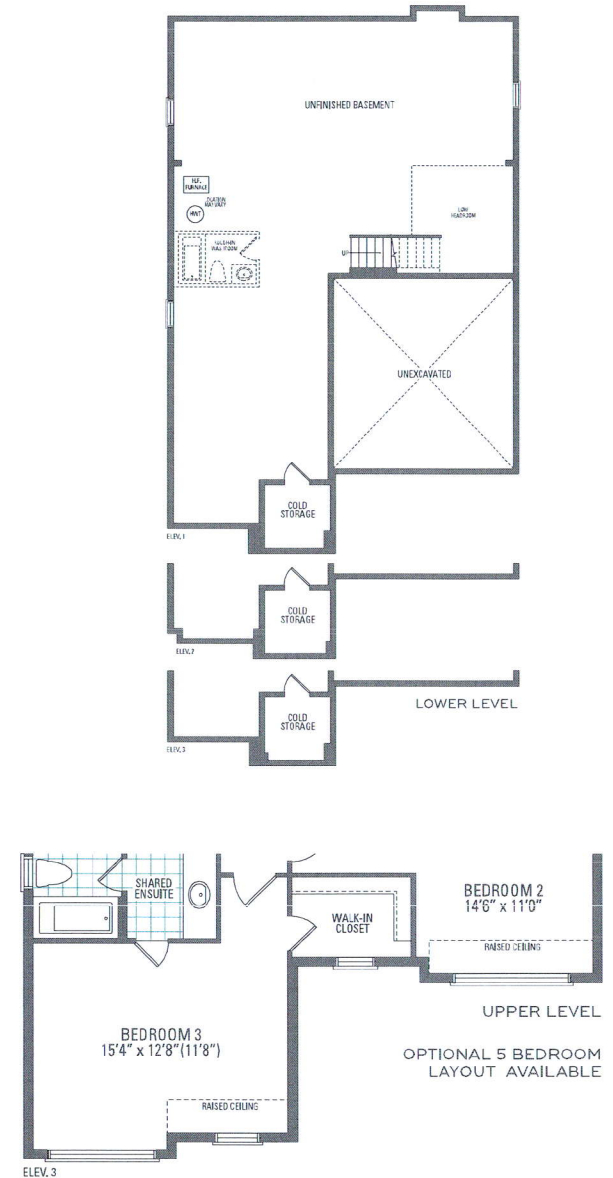 UNFINISHED BASEMENT
FURNACE
HWT
LOW
HEADROOM
UP
UNEXCAVATED
COLD
STORAGE
ELEV. 1
COLD
STORAGE
ELEV. 2
COLD
STORAGE
LOWER LEVEL
ELEV. 3
SHARED
ENSUITE
BEDROOM 2
14'6" x 11'0"
WALK-IN
CLOSET
RAISED CEILING
UPPER LEVEL
BEDROOM 3
15'4" x 12'8"(11'8")
OPTIONAL 5 BEDROOM
LAYOUT AVAILABLE
RAISED CEILING
ELEV. 3